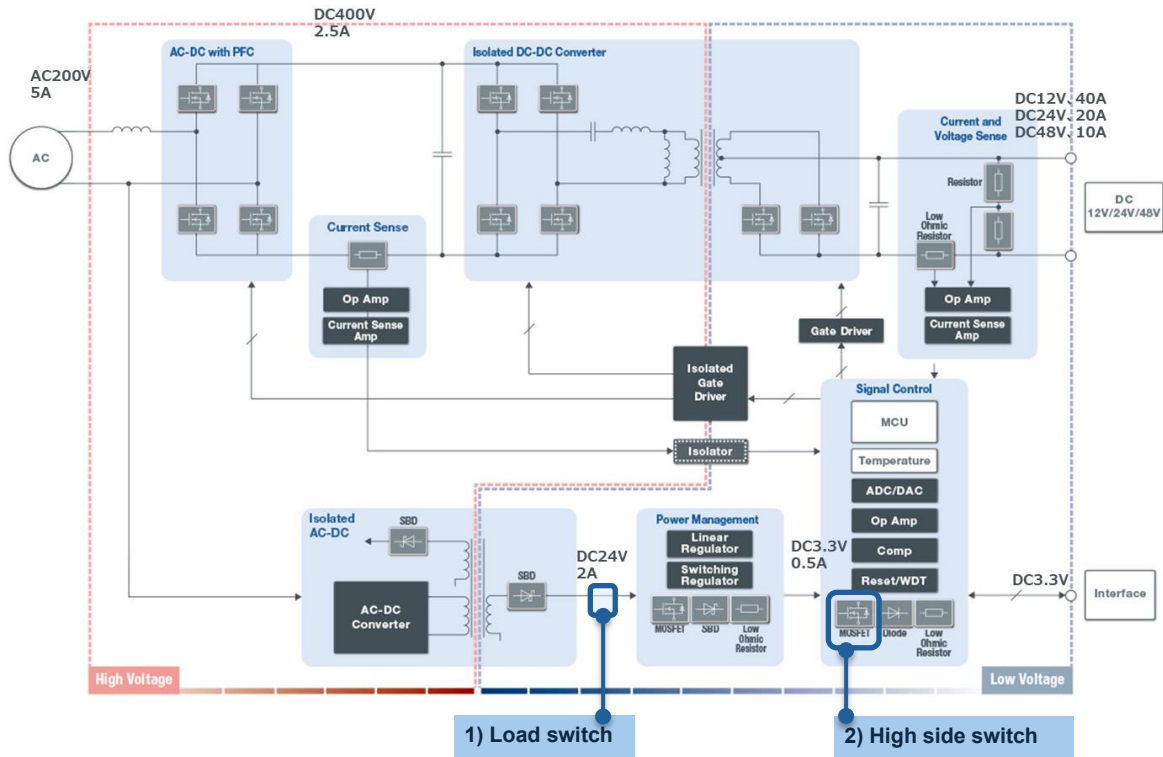 DC400V
2.5A
AC-DC with PFC
Isolated DC-DC Converter
AC200V
5A
DC12V、40A
DC24V、20A
DC48V、10A
Current and
Voltage Sense
AC
Resistor
DC
12V/24V/48V
Current Sense
Low
Ohmic
Resistor
Op Amp
Current Sense
Amp
Op Amp
Current Sense
Amp
Gate Driver
Isolated
Gate
Driver
Signal Control
MCU
Isolator
Temperature
ADC/DAC
Op Amp
Comp
Reset/WDT
MOSFET
Diode
Low
Ohmic
Resistor
Isolated
AC-DC
SBD
AC-DC
Converter
SBD
DC24V
2A
Power Management
Linear
Regulator
Switching
Regulator
MOSFET
SBD
Low
Ohmic
Resistor
DC3.3V
0.5A
DC3.3V
Interface
High Voltage
Low Voltage
1) Load switch
2) High side switch